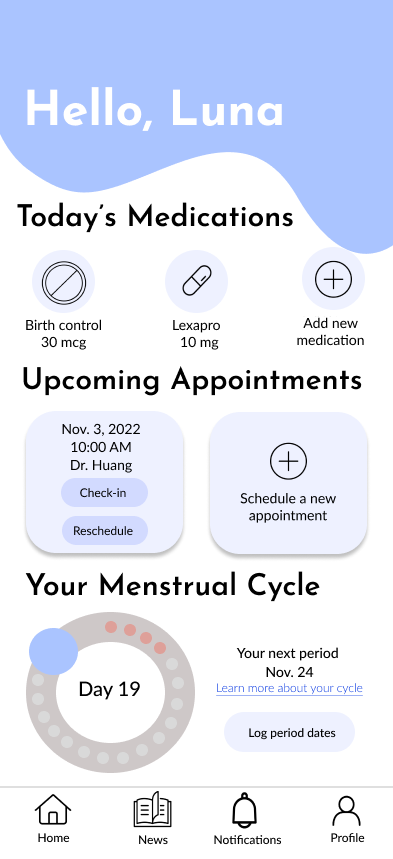 Hello, Luna
Today's Medications
Birth control
30 mcg
Lexapro
10 mg
Add new
medication
Upcoming Appointments
Nov. 3, 2022
10:00 AM
Dr. Huang
Check-in
Reschedule
Schedule a new
appointment
Your Menstrual Cycle
Day 19
Your next period
Nov. 24
Learn more about your cycle
Log period dates
Home
News
Notifications
Profile